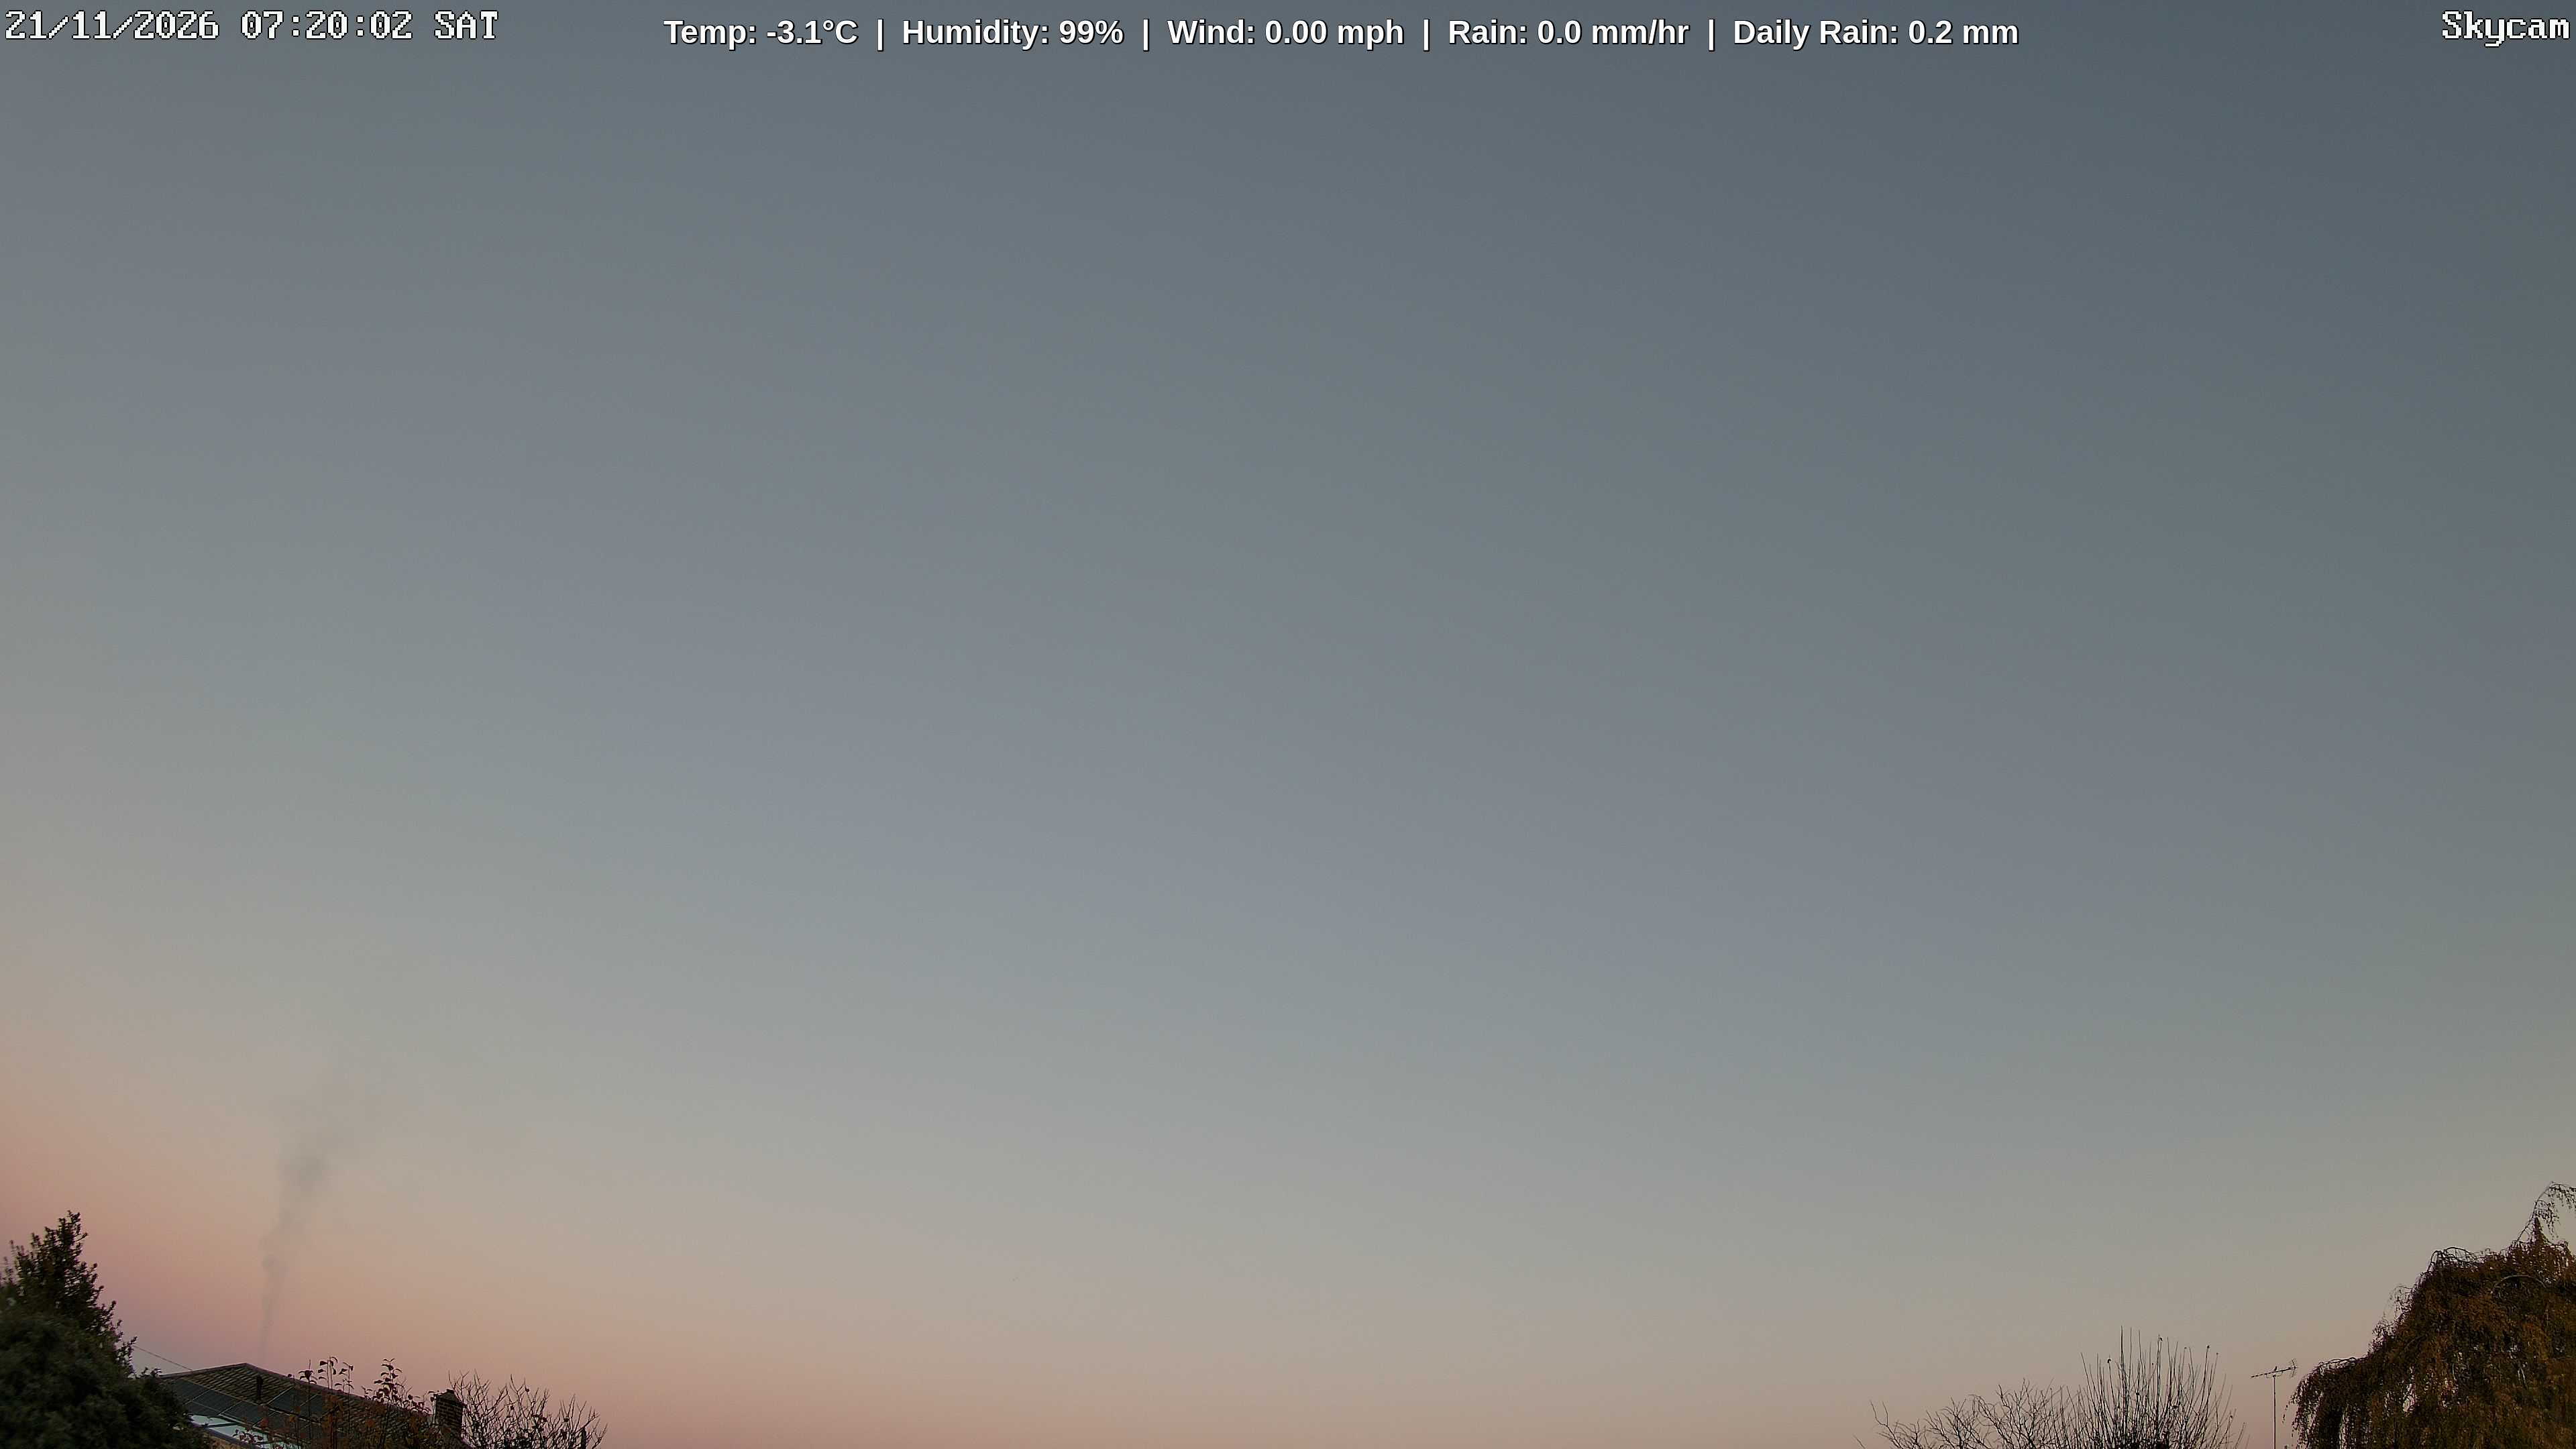 21/11/2026 07:20:02 SAT
Temp: -3.1°C | Humidity: 99% | Wind: 0.00 mph | Rain: 0.0 mm/hr | Daily Rain: 0.2 mm
Skycam